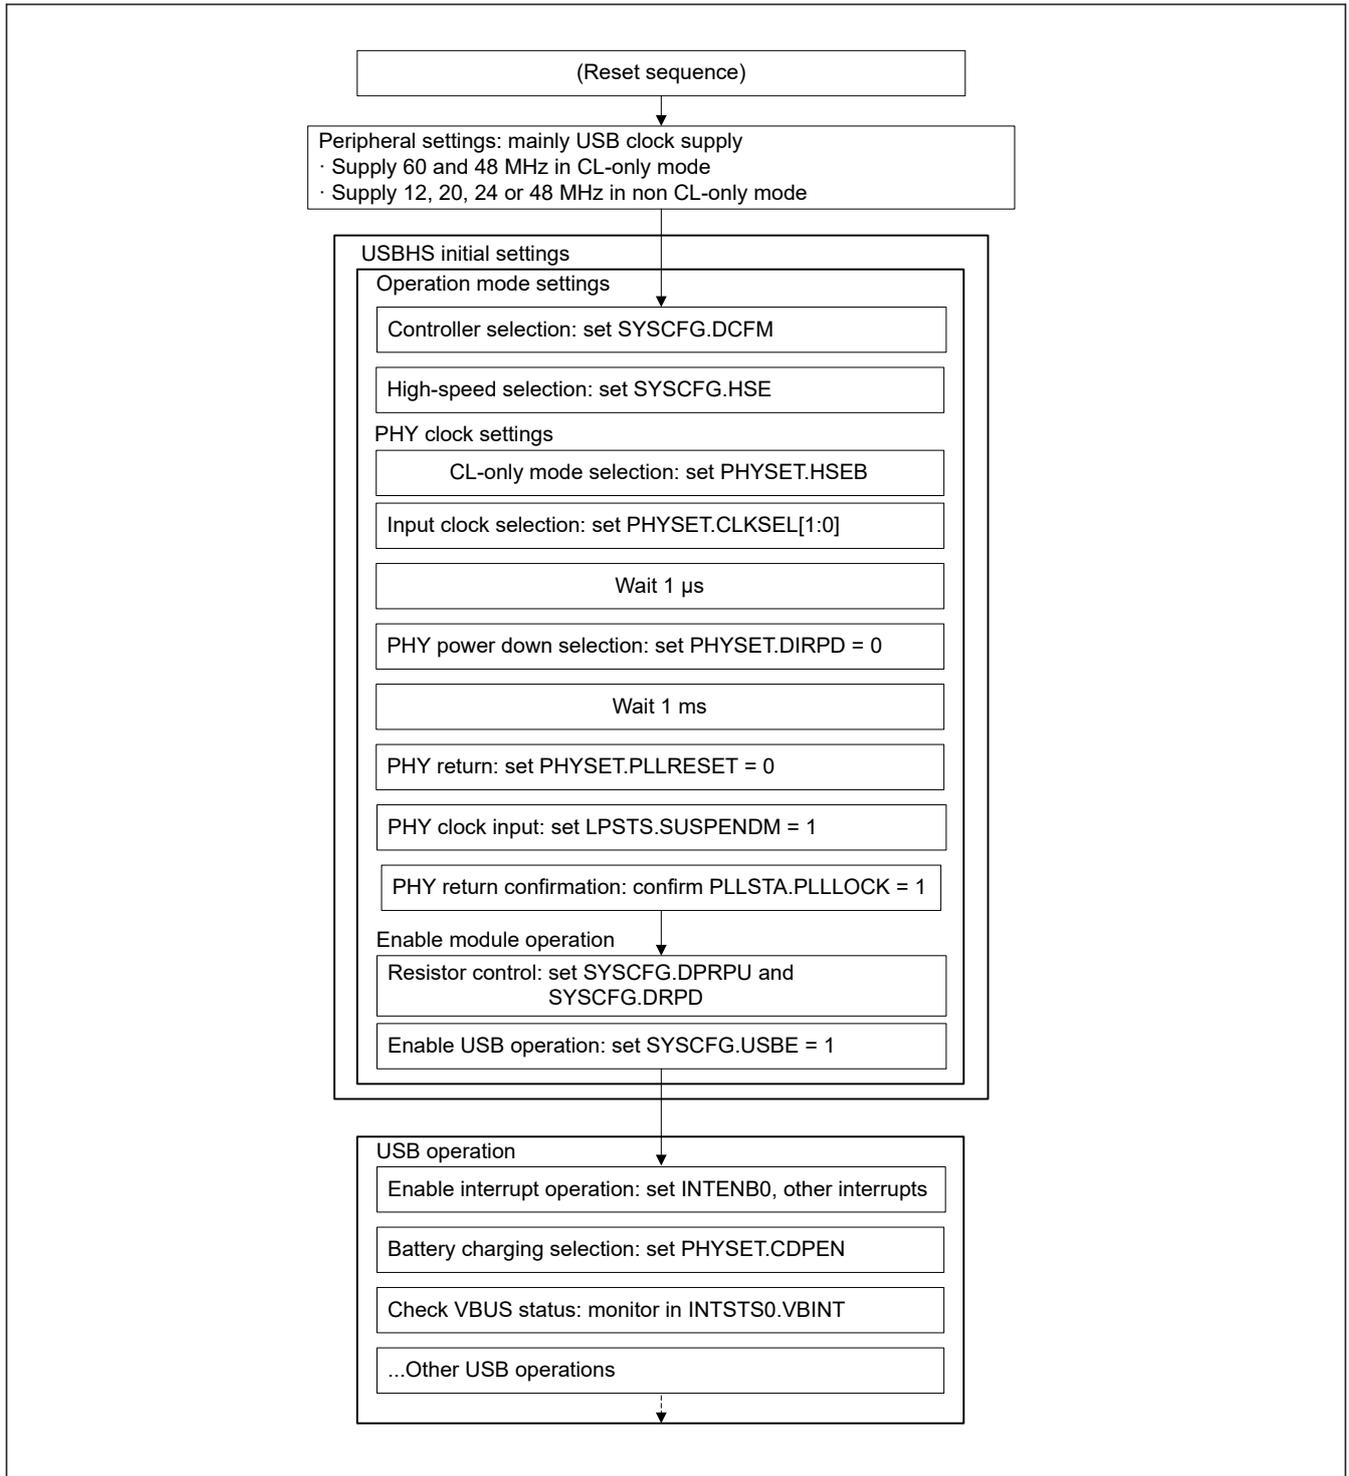 (Reset sequence)
Peripheral settings: mainly USB clock supply
· Supply 60 and 48 MHz in CL-only mode
· Supply 12, 20, 24 or 48 MHz in non CL-only mode
USBHS initial settings
Operation mode settings
Controller selection: set SYSCFG.DCFM
High-speed selection: set SYSCFG.HSE
PHY clock settings
CL-only mode selection: set PHYSET.HSEB
Input clock selection: set PHYSET.CLKSEL[1:0]
Wait 1 µs
PHY power down selection: set PHYSET.DIRPD = 0
Wait 1 ms
PHY return: set PHYSET.PLLRESET = 0
PHY clock input: set LPSTS.SUSPENDM = 1
PHY return confirmation: confirm PLLSTA.PLLLOCK = 1
Enable module operation
Resistor control: set SYSCFG.DPRPU and
SYSCFG.DRPD
Enable USB operation: set SYSCFG.USBE = 1
USB operation
Enable interrupt operation: set INTENB0, other interrupts
Battery charging selection: set PHYSET.CDPEN
Check VBUS status: monitor in INTSTS0.VBINT
...Other USB operations